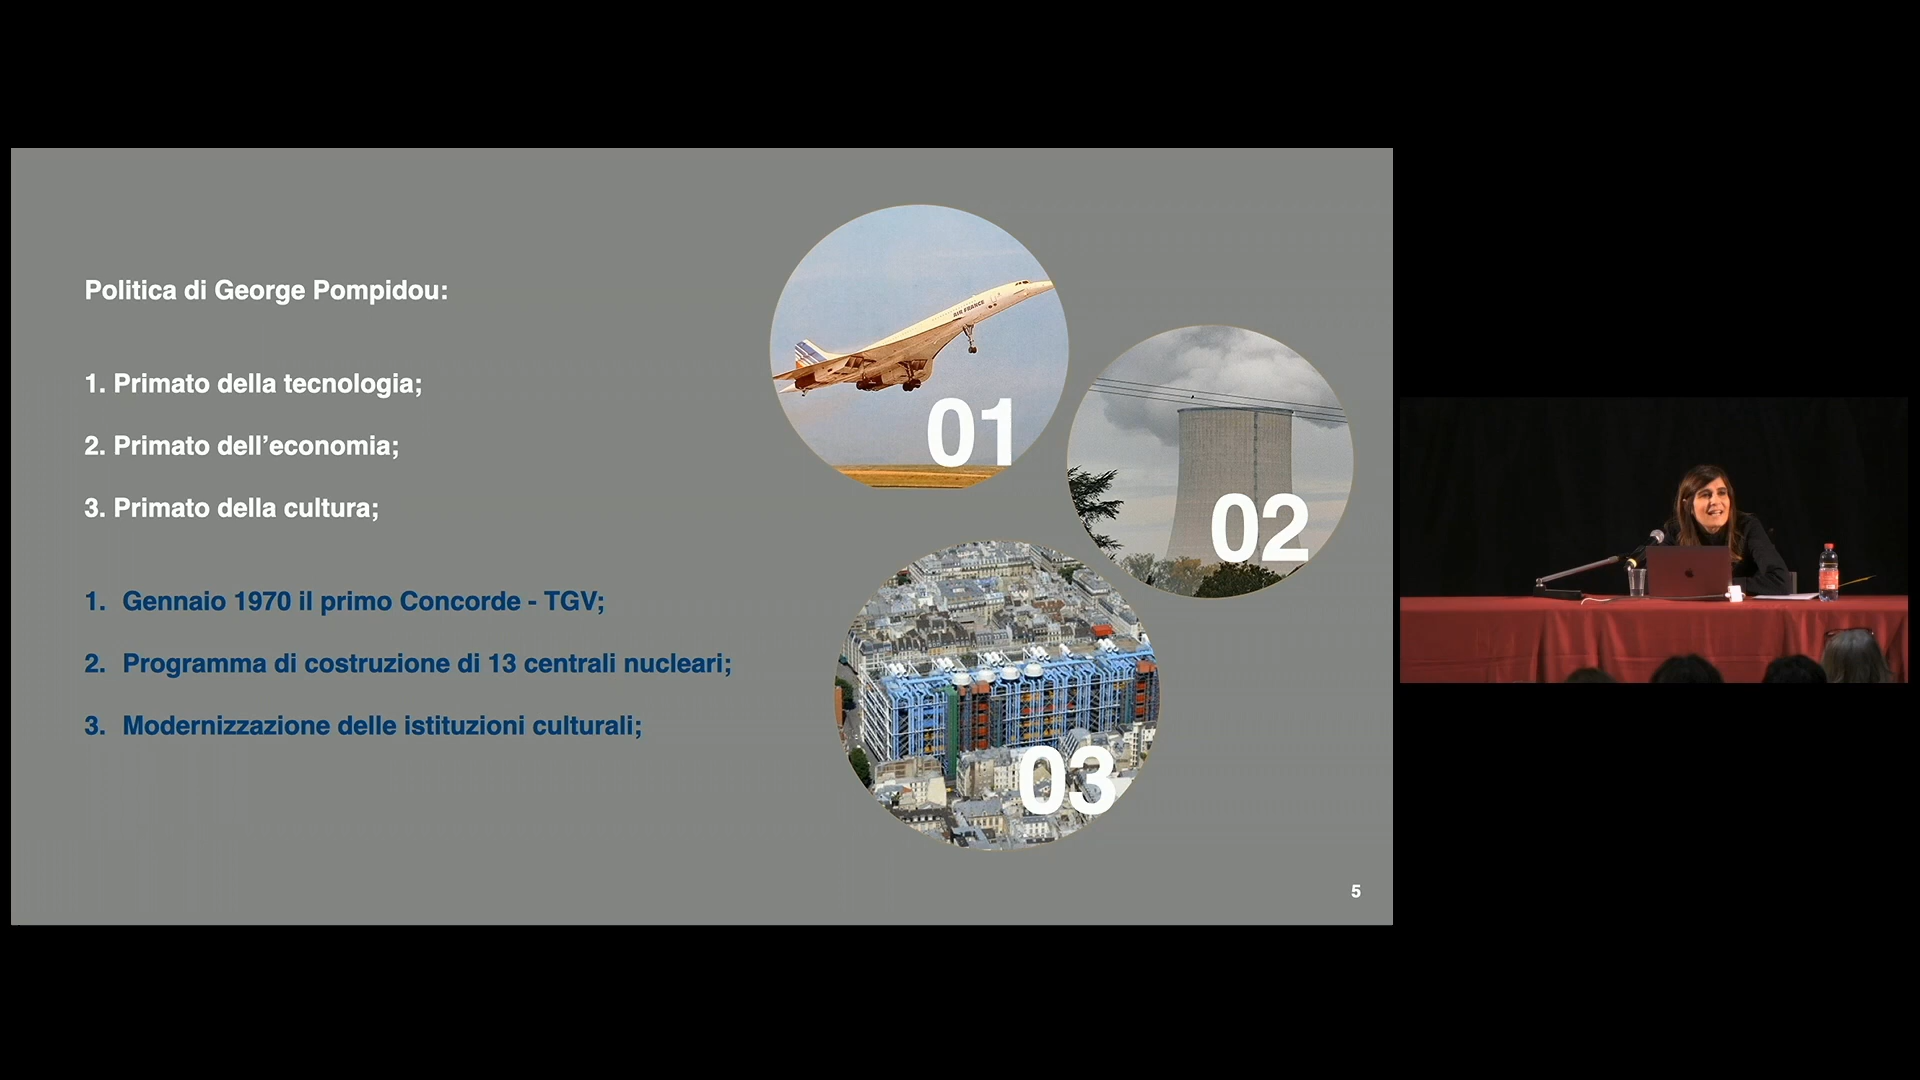 Politica di George Pompidou:
1. Primato della tecnologia;
2. Primato dell’economia;
3. Primato della cultura;
1. Gennaio 1970 il primo Concorde - TGV;
2. Programma di costruzione di 13 centrali nucleari;
3. Modernizzazione delle istituzioni culturali;
AIR FRANCE
01
02
03
5